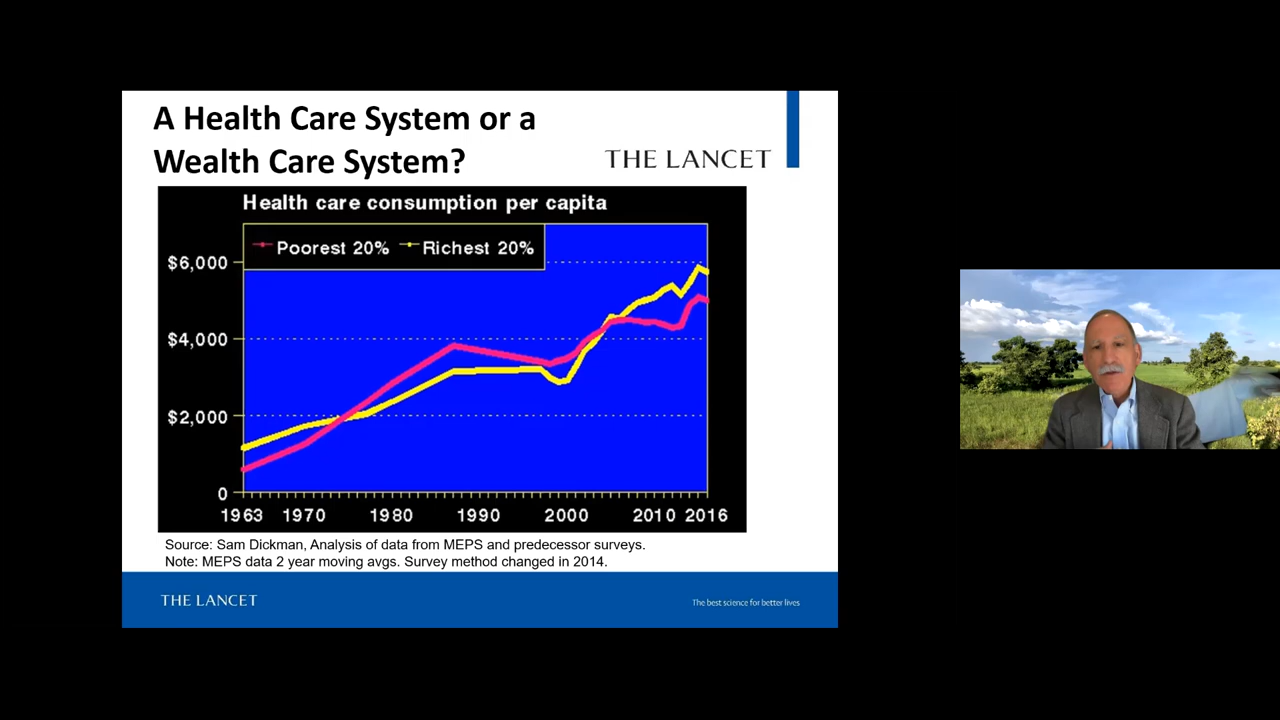 A Health Care System or a
Wealth Care System?
THE LANCET
Health care consumption per capita
Poorest 20% Richest 20%
$6,000
$4,000
$2,000
0
1963 1970 1980 1990 2000 2010 2016
Source: Sam Dickman, Analysis of data from MEPS and predecessor surveys.
Note: MEPS data 2 year moving avgs. Survey method changed in 2014.
THE LANCET
The best science for better lives